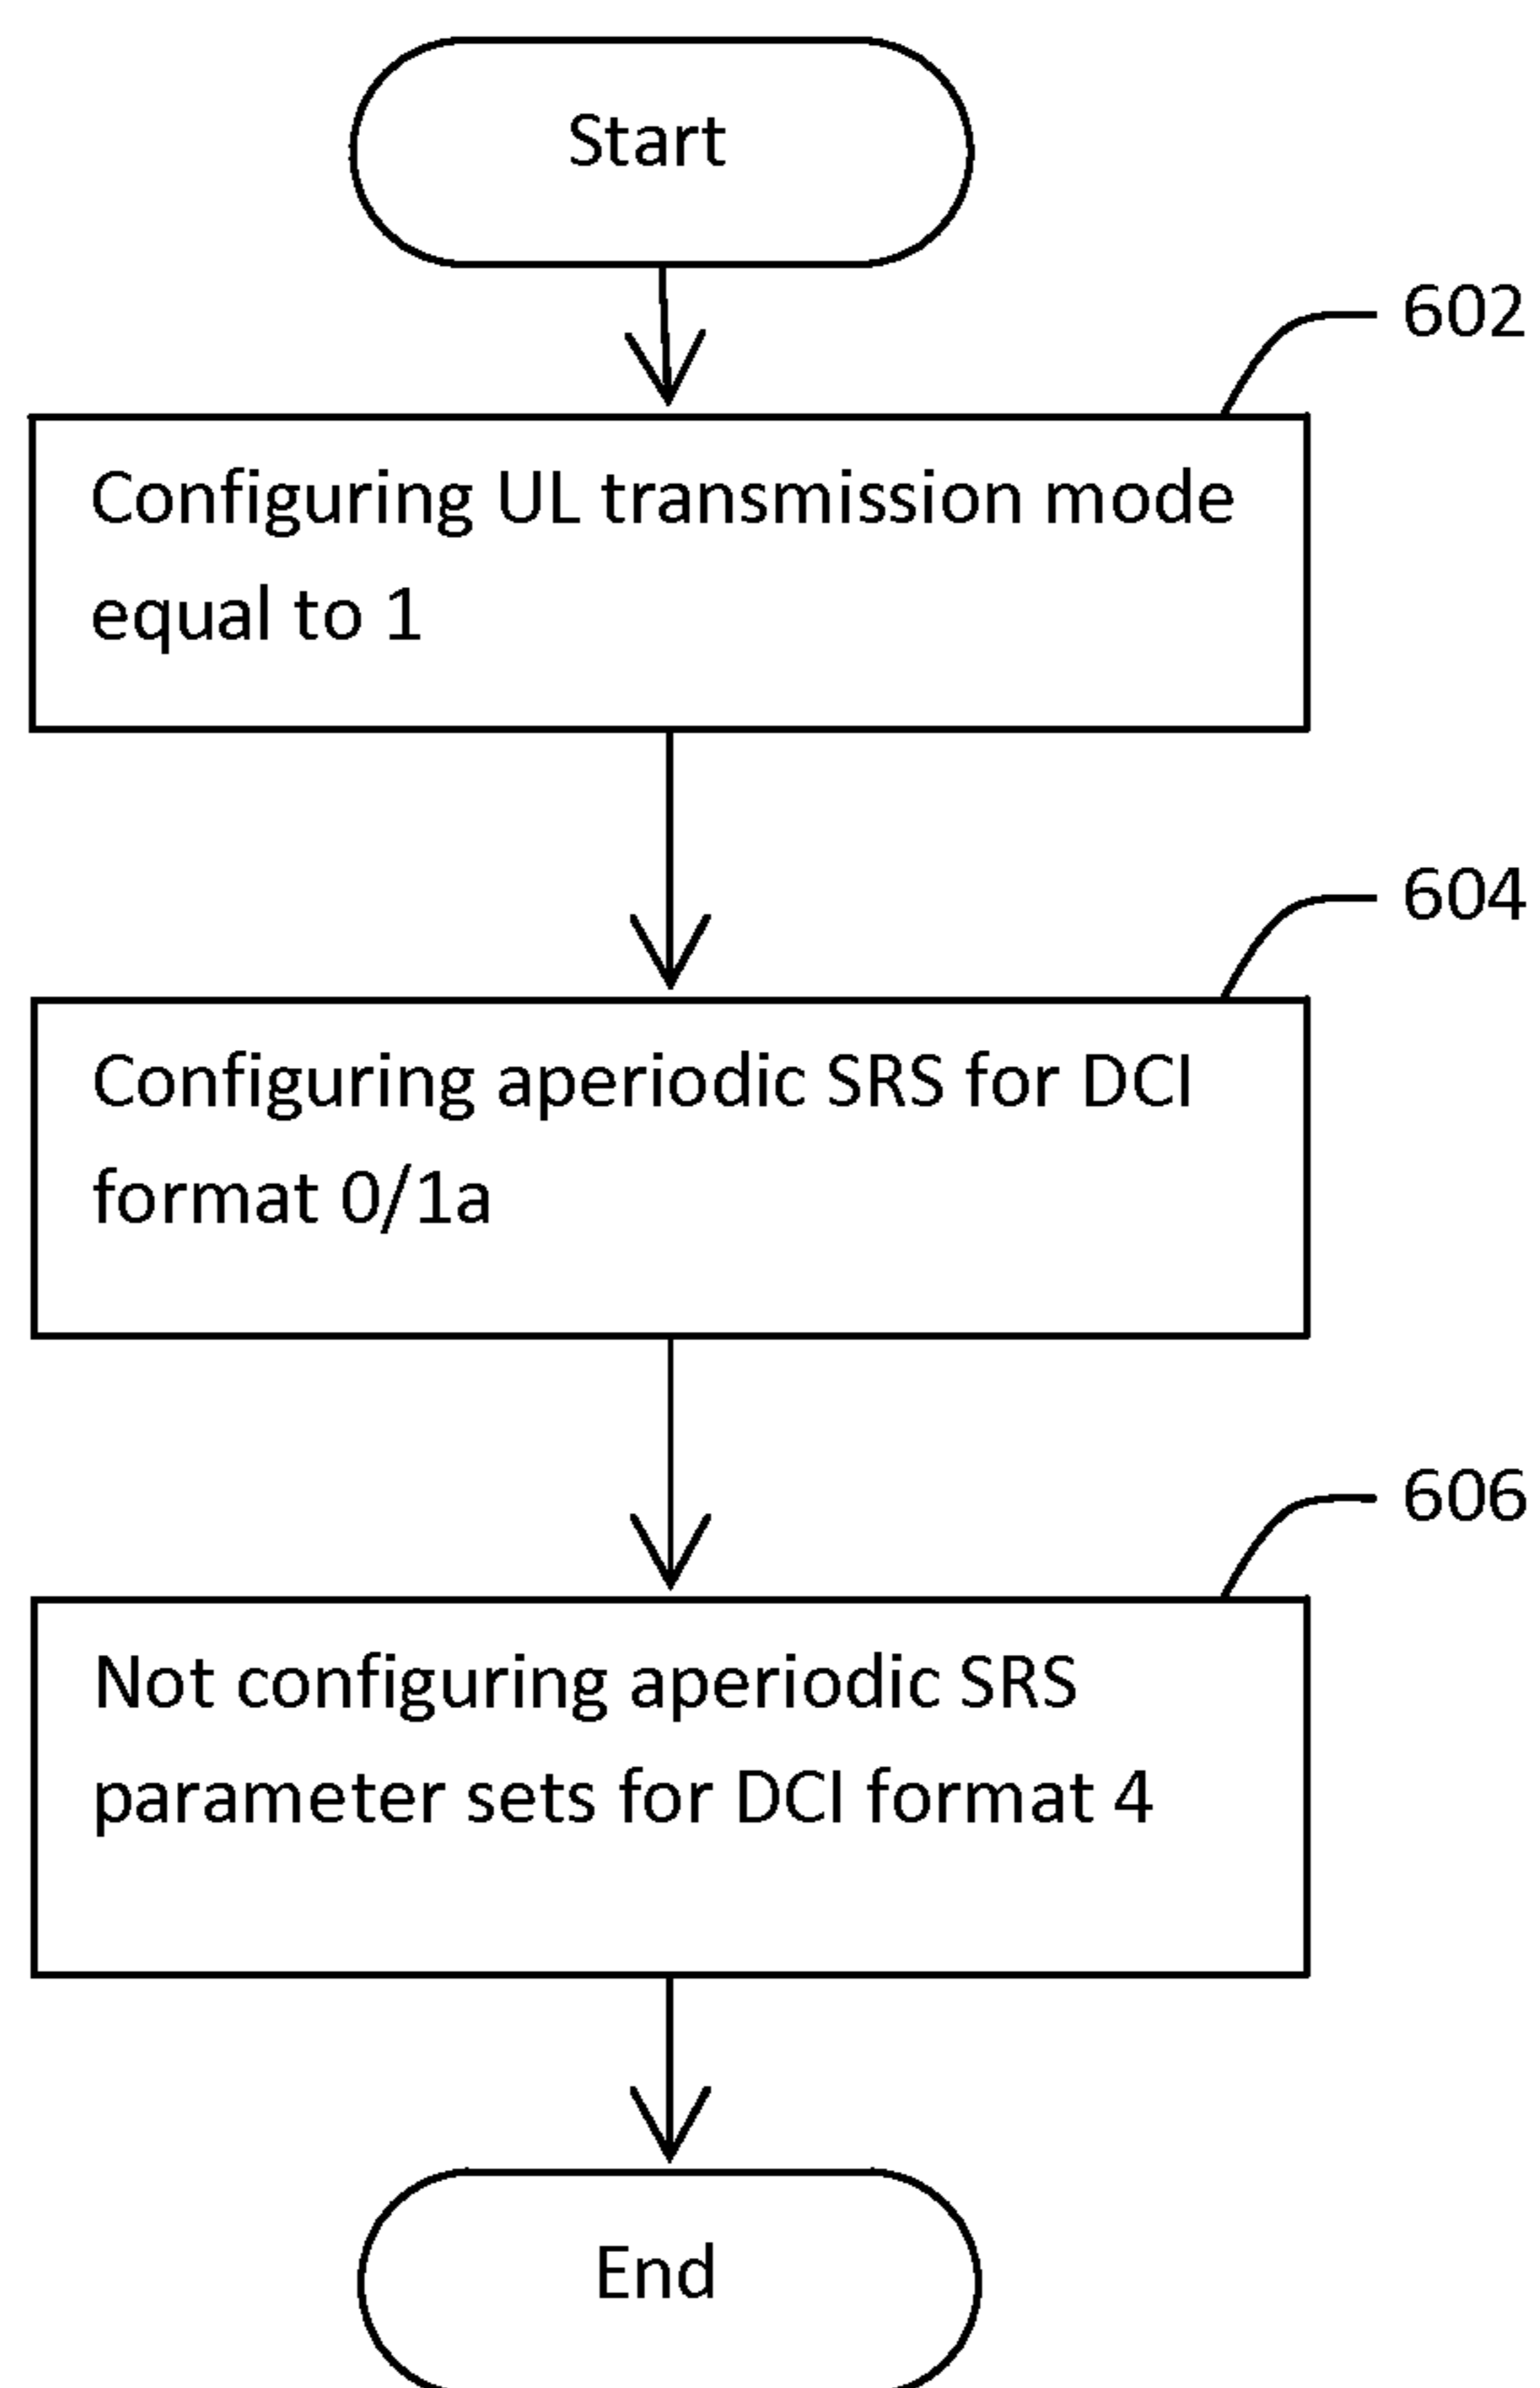 Start
602
Configuring UL transmission mode
equal to 1
604
Configuring aperiodic SRS for DCI
format 0/1a
606
Not configuring aperiodic SRS
parameter sets for DCI format 4
End